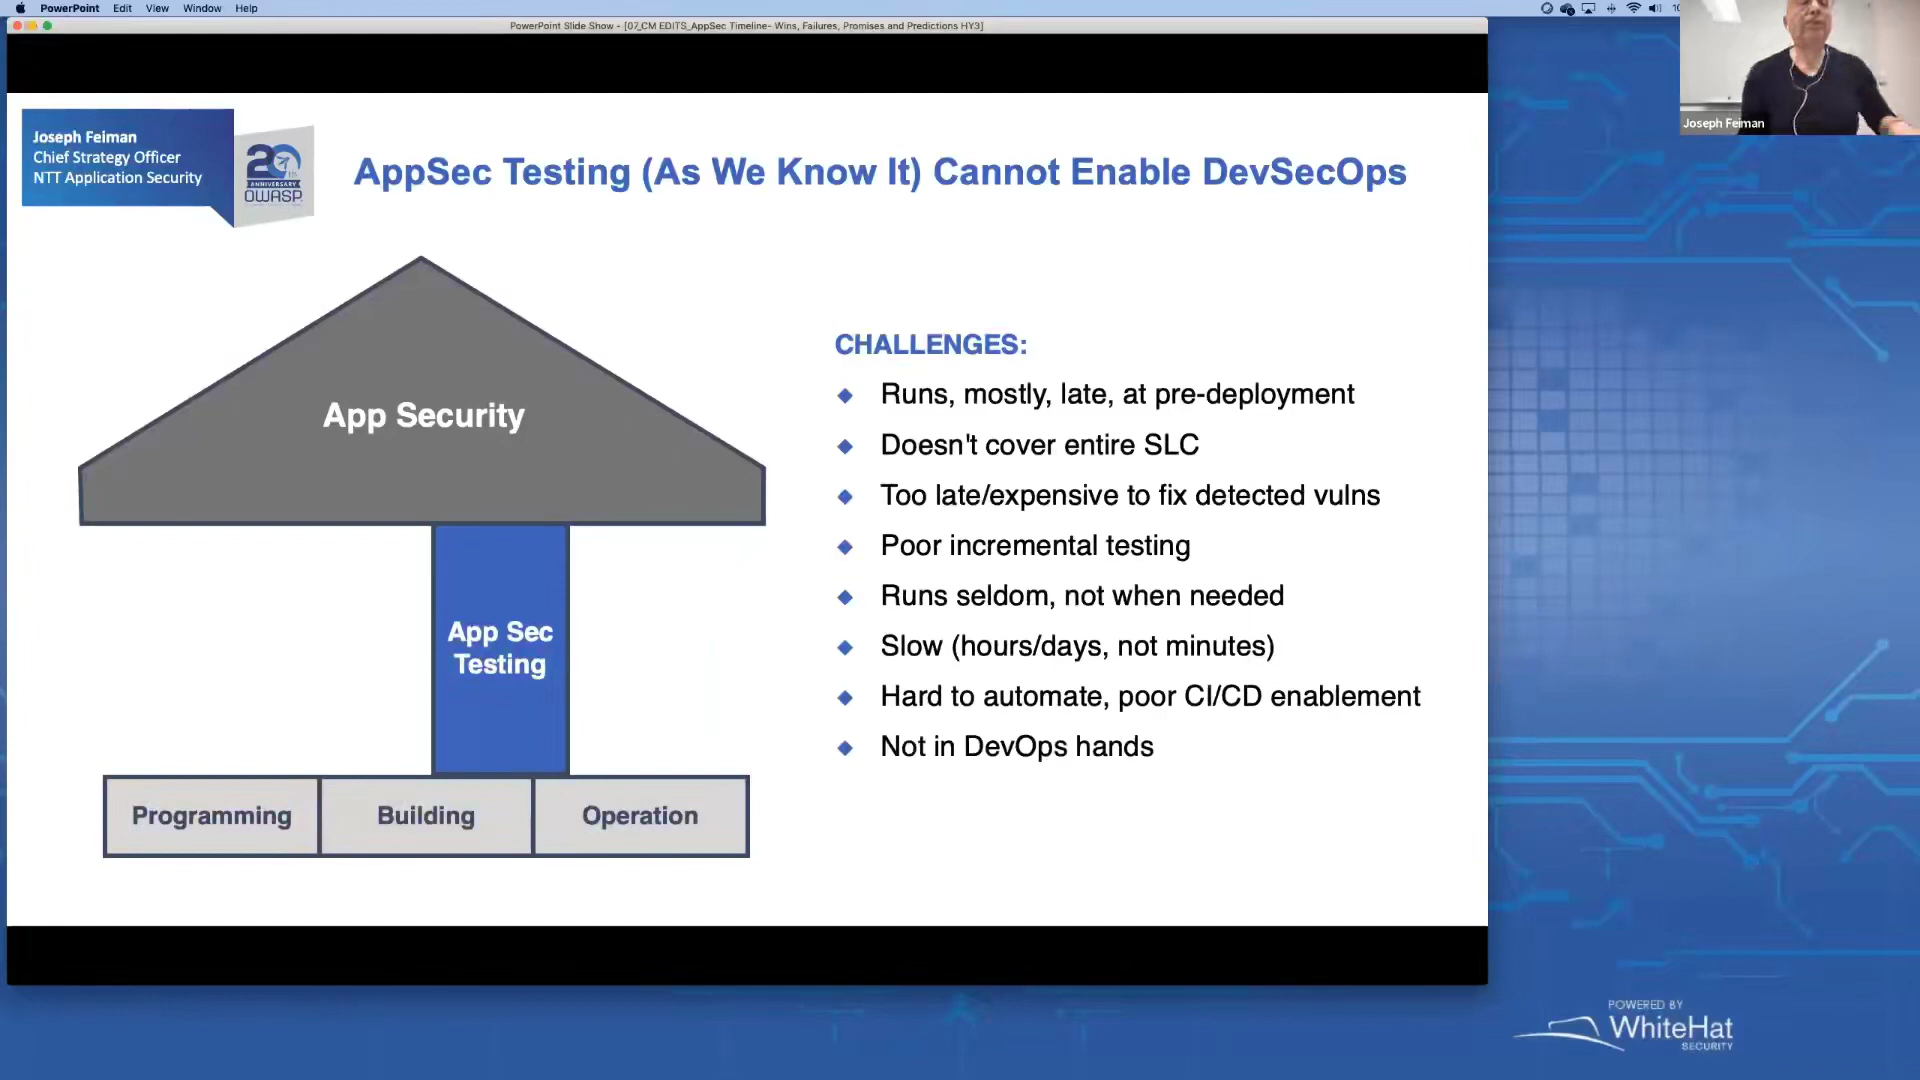 PowerPoint Edit View Window Help
PowerPoint Slide Show - [07_CM EDITS_AppSec Timeline- Wins, Failures, Promises and Predictions HY3]
Joseph Feiman
Joseph Feiman
Chief Strategy Officer
NTT Application Security
20th
ANNIVERSARY
OWASP
AppSec Testing (As We Know It) Cannot Enable DevSecOps
App Security
App Sec
Testing
Programming Building Operation
CHALLENGES:
Runs, mostly, late, at pre-deployment
Doesn't cover entire SLC
Too late/expensive to fix detected vulns
Poor incremental testing
Runs seldom, not when needed
Slow (hours/days, not minutes)
Hard to automate, poor CI/CD enablement
Not in DevOps hands
POWERED BY
WhiteHat
SECURITY